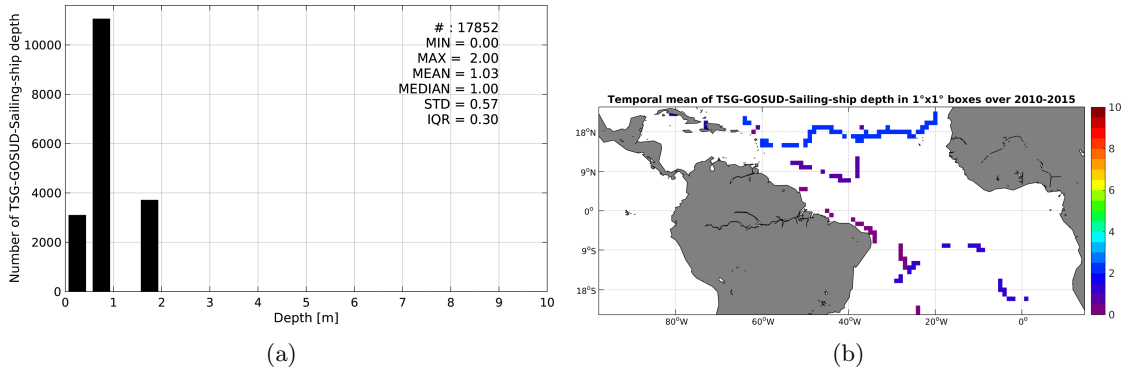 # : 17852
MIN = 0.00
MAX = 2.00
MEAN = 1.03
MEDIAN = 1.00
STD = 0.57
IQR = 0.30
Number of TSG-GOSUD-Sailing-ship depth
10000
8000
6000
4000
2000
0
0 1 2 3 4 5 6 7 8 9 10
Depth [m]
(a)
Temporal mean of TSG-GOSUD-Sailing-ship depth in 1°x1° boxes over 2010-2015
18°N
9°N
0°
9°S
18°S
80°W 60°W 40°W 20°W 0°
10
8
6
4
2
0
(b)